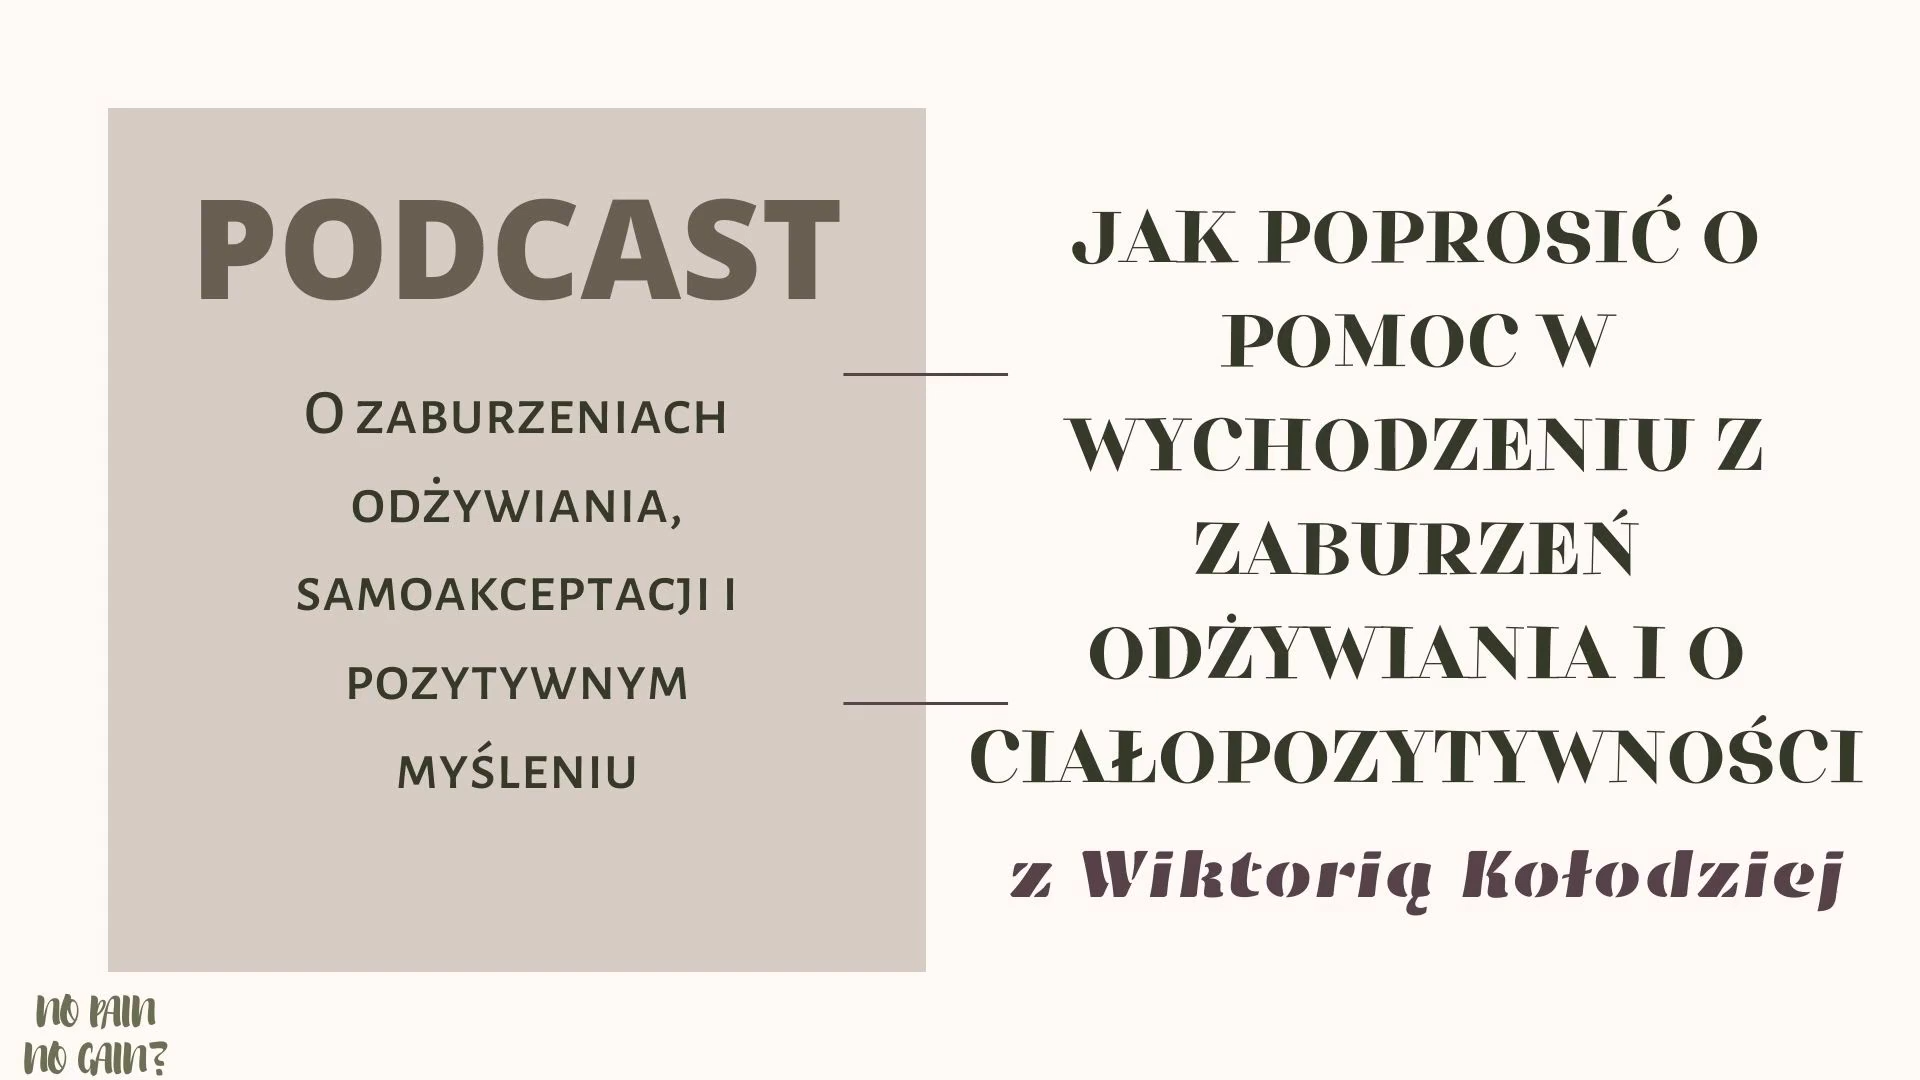 PODCAST
O ZABURZENIACH
ODŻYWIANIA,
SAMOAKCEPTACJI I
POZYTYWNYM
MYŚLENIU
JAK POPROSIĆ O
POMOC W
WYCHODZENIU Z
ZABURZEŃ
ODŻYWIANIA I O
CIAŁOPOZYTYWNOŚCI
z Wiktorią Kołodziej
NO PAIN
NO GAIN?